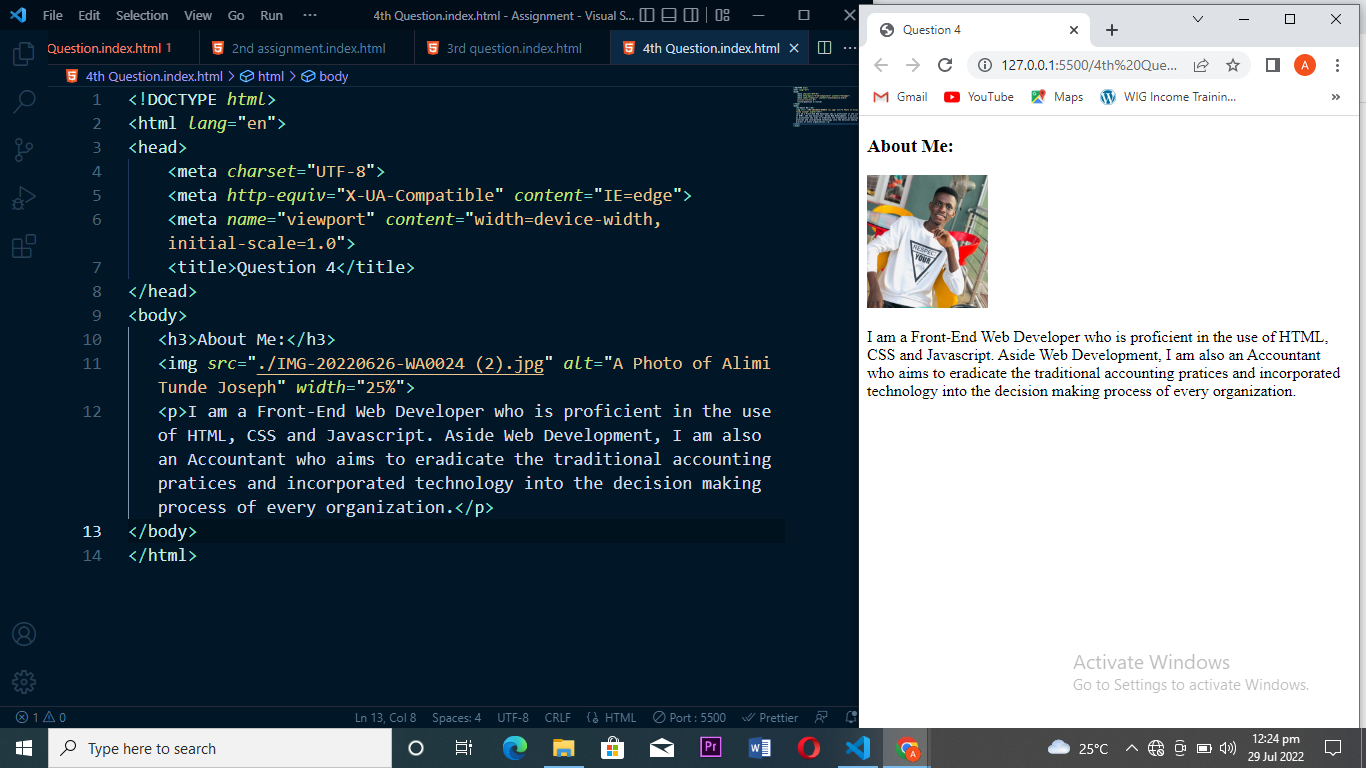 File Edit Selection View Go Run ··· 4th Question.index.html - Assignment - Visual S...
Question.index.html 1 2nd assignment.index.html 3rd question.index.html 4th Question.index.html
4th Question.index.html > html > body
1 <!DOCTYPE html>
2 <html lang="en">
3 <head>
4 <meta charset="UTF-8">
5 <meta http-equiv="X-UA-Compatible" content="IE=edge">
6 <meta name="viewport" content="width=device-width,
initial-scale=1.0">
7 <title>Question 4</title>
8 </head>
9 <body>
10 <h3>About Me:</h3>
11 <img src="./IMG-20220626-WA0024 (2).jpg" alt="A Photo of Alimi
Tunde Joseph" width="25%">
12 <p>I am a Front-End Web Developer who is proficient in the use
of HTML, CSS and Javascript. Aside Web Development, I am also
an Accountant who aims to eradicate the traditional accounting
pratices and incorporated technology into the decision making
process of every organization.</p>
13 </body>
14 </html>
1 0 Ln 13, Col 8 Spaces: 4 UTF-8 CRLF HTML Port : 5500 Prettier
Question 4
127.0.0.1:5500/4th%20Que... A
Gmail YouTube Maps WIG Income Trainin... »
About Me:
RESPECT
YOUR
I am a Front-End Web Developer who is proficient in the use of HTML,
CSS and Javascript. Aside Web Development, I am also an Accountant
who aims to eradicate the traditional accounting pratices and incorporated
technology into the decision making process of every organization.
Activate Windows
Go to Settings to activate Windows.
Type here to search Pr W A 25°C 12:24 pm
29 Jul 2022